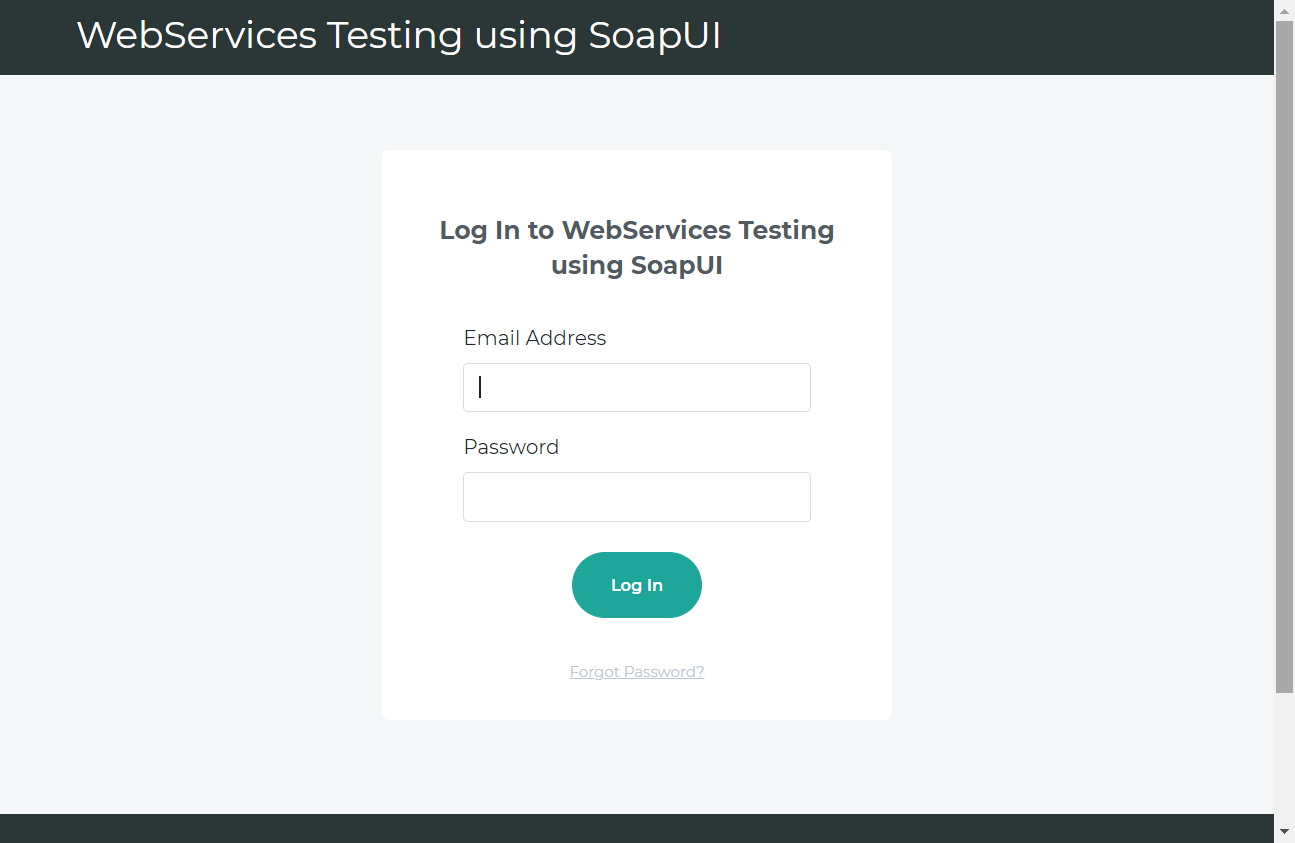 WebServices Testing using SoapUI
Log In to WebServices Testing
using SoapUI
Email Address
Password
Log In
Forgot Password?